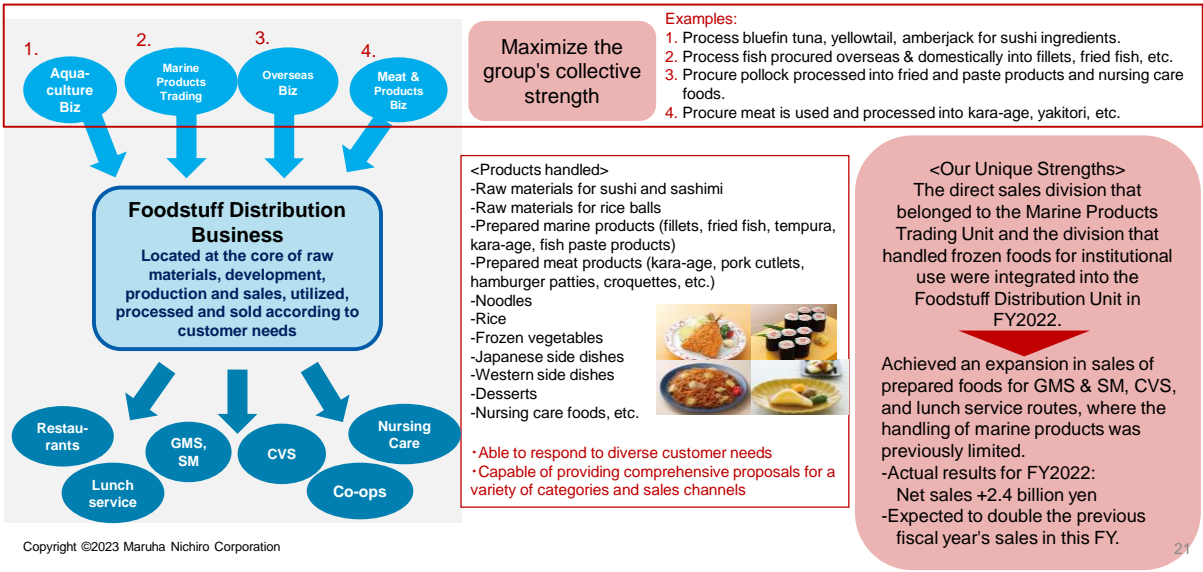 1.
2.
3.
4.
Aqua-
culture
Biz
Marine
Products
Trading
Overseas
Biz
Meat &
Products
Biz
Maximize the
group's collective
strength
Examples:
1. Process bluefin tuna, yellowtail, amberjack for sushi ingredients.
2. Process fish procured overseas & domestically into fillets, fried fish, etc.
3. Procure pollock processed into fried and paste products and nursing care
foods.
4. Procure meat is used and processed into kara-age, yakitori, etc.
Foodstuff Distribution
Business
Located at the core of raw
materials, development,
production and sales, utilized,
processed and sold according to
customer needs
Restau-
rants
Lunch
service
GMS,
SM
CVS
Co-ops
Nursing
Care
<Products handled>
-Raw materials for sushi and sashimi
-Raw materials for rice balls
-Prepared marine products (fillets, fried fish, tempura,
kara-age, fish paste products)
-Prepared meat products (kara-age, pork cutlets,
hamburger patties, croquettes, etc.)
-Noodles
-Rice
-Frozen vegetables
-Japanese side dishes
-Western side dishes
-Desserts
-Nursing care foods, etc.
・Able to respond to diverse customer needs
・Capable of providing comprehensive proposals for a
variety of categories and sales channels
<Our Unique Strengths>
The direct sales division that
belonged to the Marine Products
Trading Unit and the division that
handled frozen foods for institutional
use were integrated into the
Foodstuff Distribution Unit in
FY2022.
Achieved an expansion in sales of
prepared foods for GMS & SM, CVS,
and lunch service routes, where the
handling of marine products was
previously limited.
-Actual results for FY2022:
Net sales +2.4 billion yen
-Expected to double the previous
fiscal year's sales in this FY.
Copyright ©2023 Maruha Nichiro Corporation
21